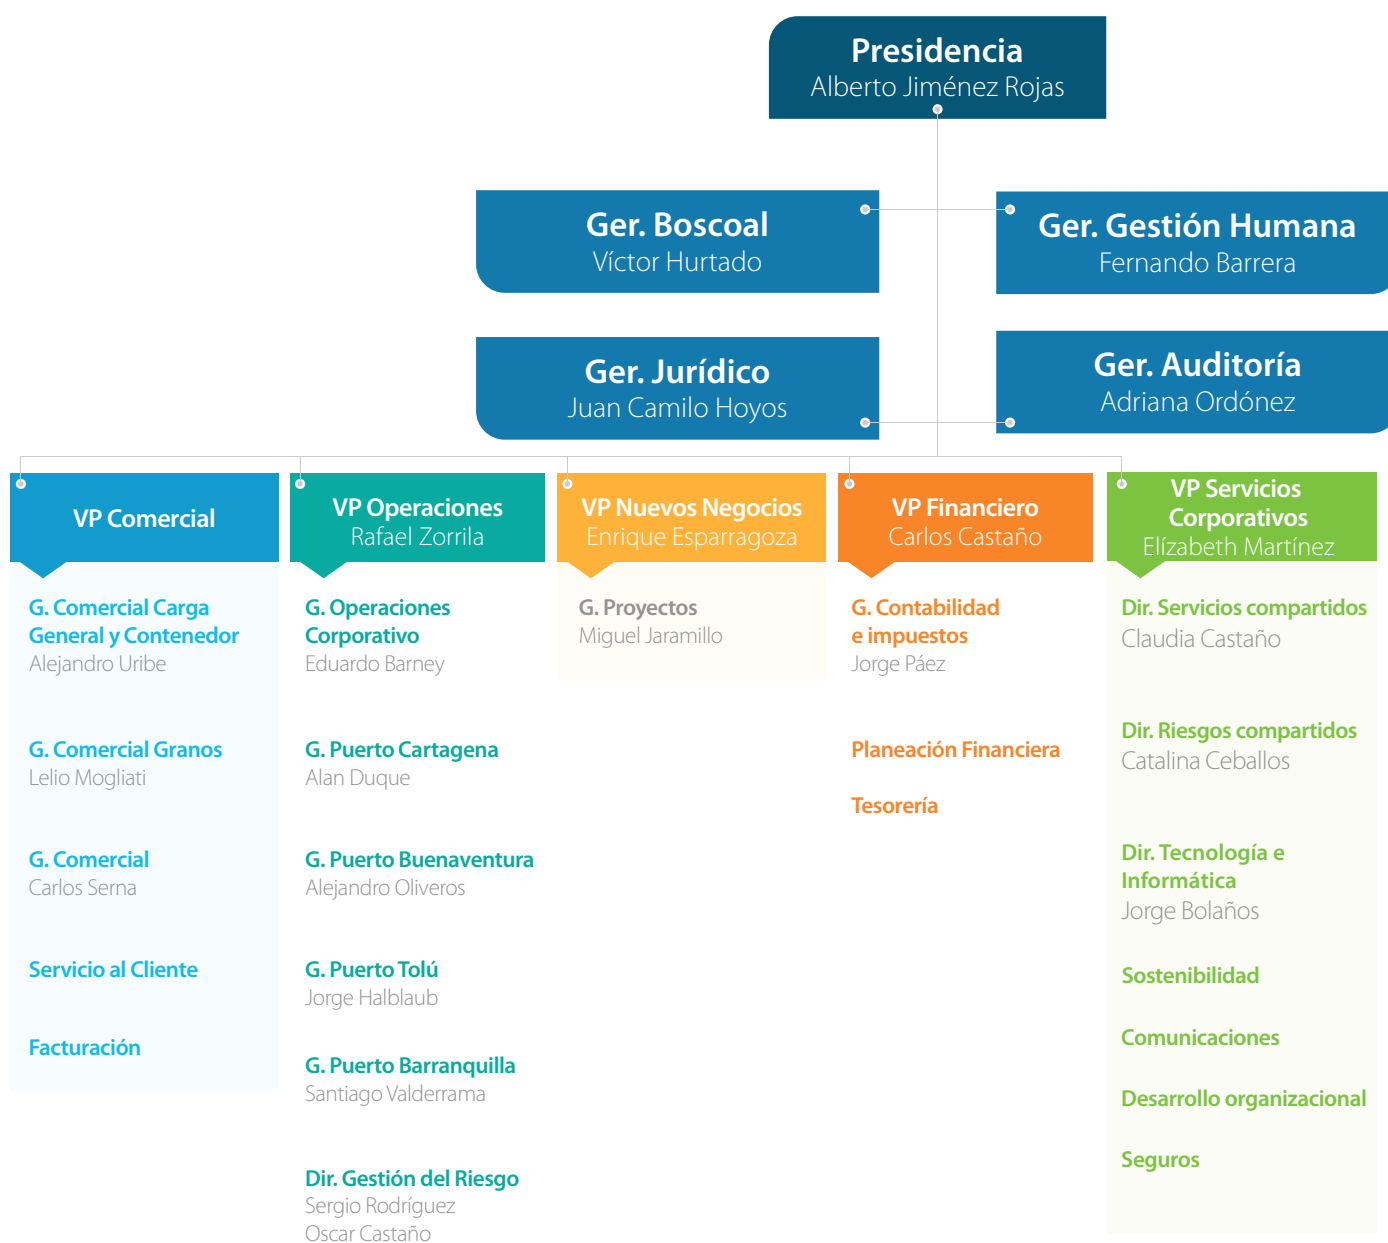 Presidencia
Alberto Jiménez Rojas
Ger. Boscoal
Víctor Hurtado
Ger. Gestión Humana
Fernando Barrera
Ger. Jurídico
Juan Camilo Hoyos
Ger. Auditoría
Adriana Ordónez
VP Comercial
G. Comercial Carga
General y Contenedor
Alejandro Uribe
G. Comercial Granos
Lelio Mogliati
G. Comercial
Carlos Serna
Servicio al Cliente
Facturación
VP Operaciones
Rafael Zorrila
G. Operaciones
Corporativo
Eduardo Barney
G. Puerto Cartagena
Alan Duque
G. Puerto Buenaventura
Alejandro Oliveros
G. Puerto Tolú
Jorge Halblaub
G. Puerto Barranquilla
Santiago Valderrama
Dir. Gestión del Riesgo
Sergio Rodríguez
Oscar Castaño
VP Nuevos Negocios
Enrique Esparragoza
G. Proyectos
Miguel Jaramillo
VP Financiero
Carlos Castaño
G. Contabilidad
e impuestos
Jorge Páez
Planeación Financiera
Tesorería
VP Servicios
Corporativos
Elízabeth Martínez
Dir. Servicios compartidos
Claudia Castaño
Dir. Riesgos compartidos
Catalina Ceballos
Dir. Tecnología e
Informática
Jorge Bolaños
Sostenibilidad
Comunicaciones
Desarrollo organizacional
Seguros